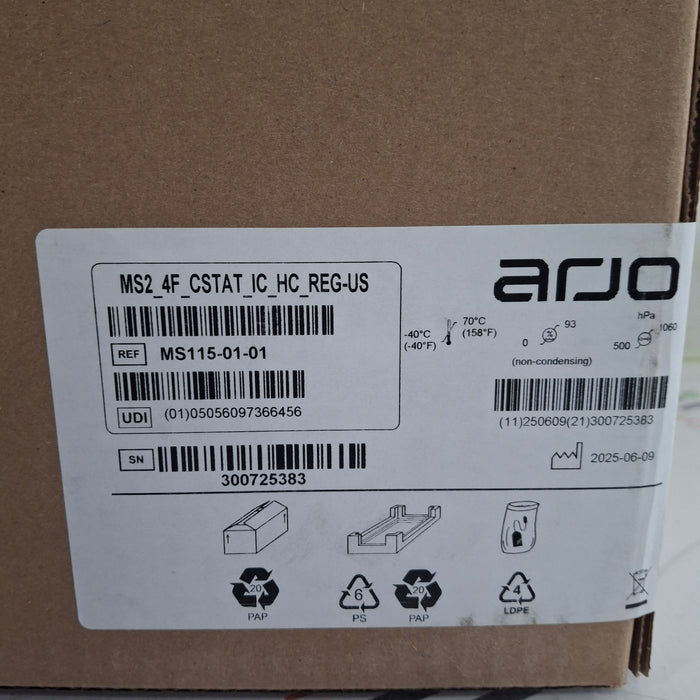 MS2_4F_CSTAT_IC_HC_REG-US
REF MS115-01-01
UDI (01)05056097366456
SN 300725383
arjo
-40°C
(-40°F)
70°C
(158°F)
0 % 93
(non-condensing)
hPa
500 1060
(11)250609(21)300725383
2025-06-09
20
PAP
6
PS
20
PAP
4
LDPE